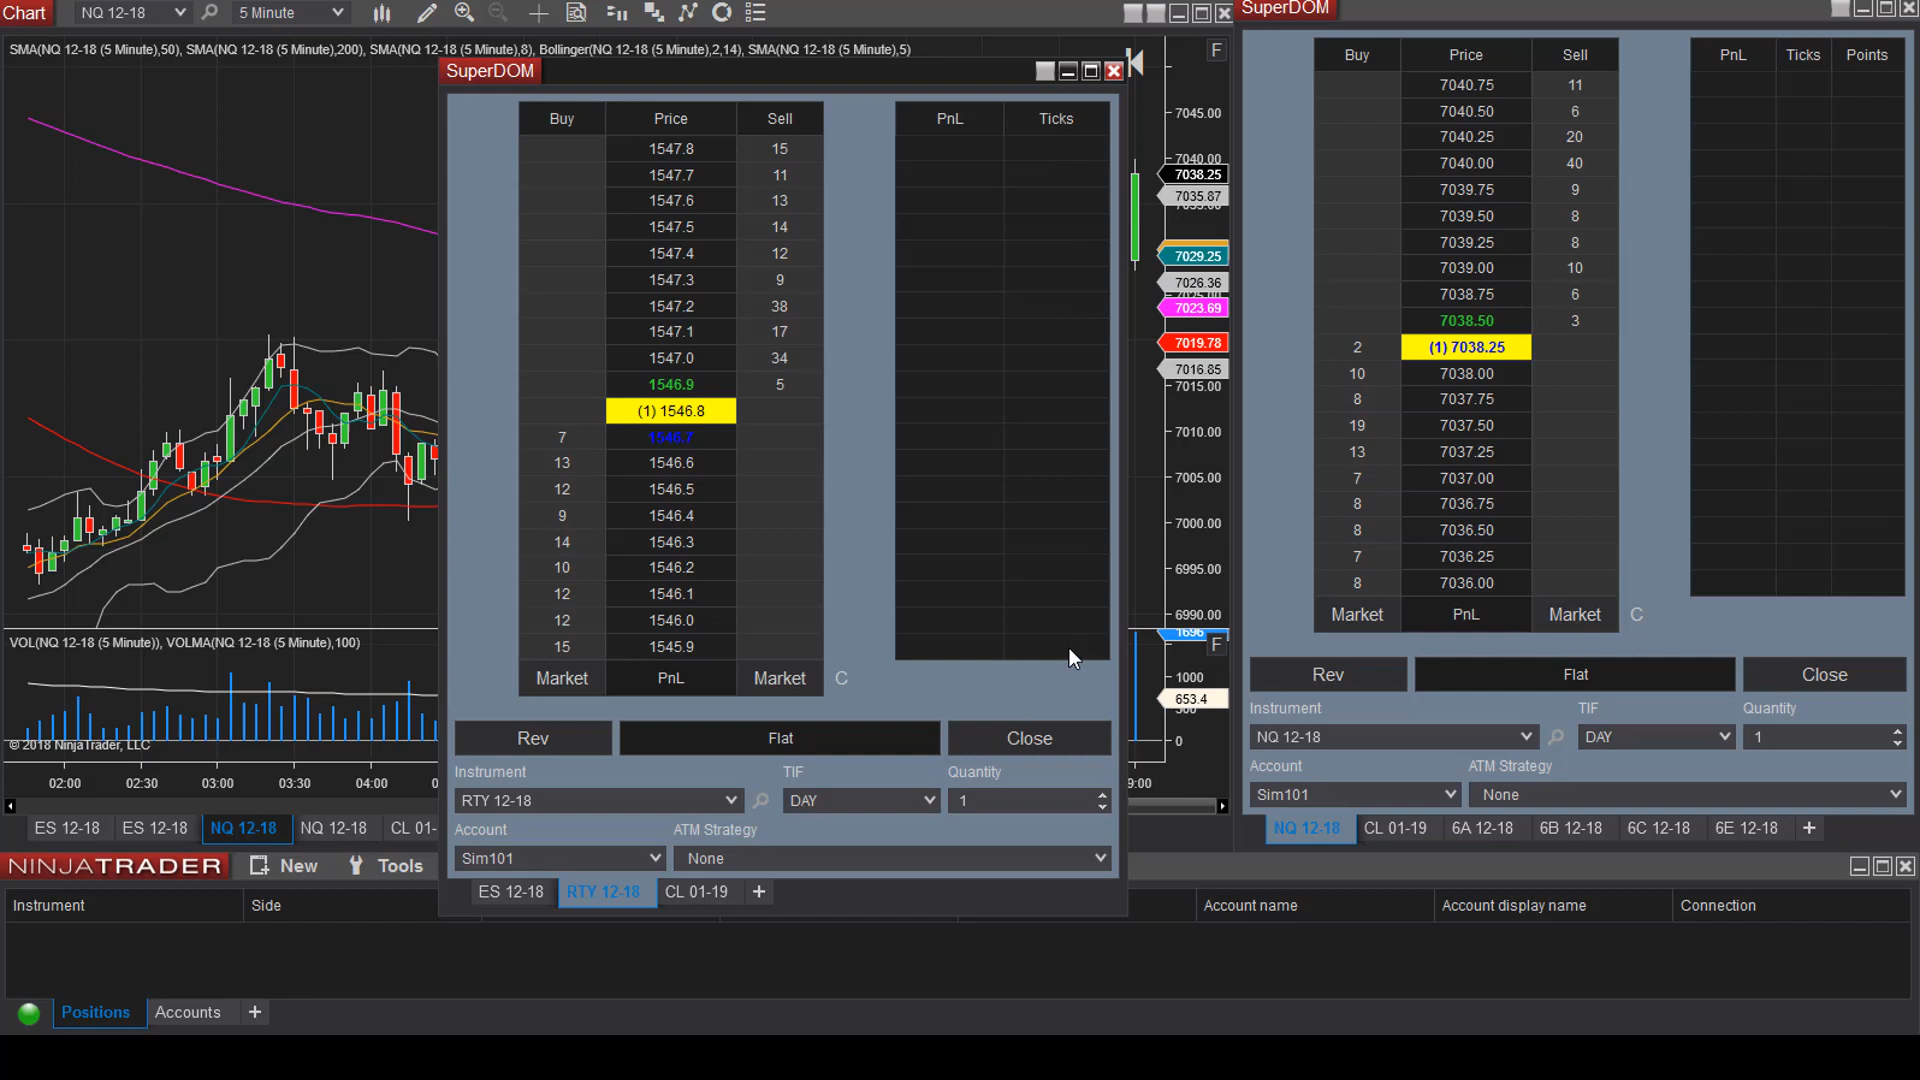 Chart
NQ 12-18
5 Minute
SMA(NQ 12-18 (5 Minute),50), SMA(NQ 12-18 (5 Minute),200), SMA(NQ 12-18 (5 Minute),8), Bollinger(NQ 12-18 (5 Minute),2,14), SMA(NQ 12-18 (5 Minute),5)
F
7045.00
7040.00
7038.25
7035.87
7029.25
7026.36
7023.69
7019.78
7016.85
7015.00
7010.00
7005.00
7000.00
6995.00
6990.00
1696
F
1000
653.4
0
VOL(NQ 12-18 (5 Minute)), VOLMA(NQ 12-18 (5 Minute),100)
© 2018 NinjaTrader, LLC
02:00 02:30 03:00 03:30 04:00
9:00
ES 12-18 ES 12-18 NQ 12-18 NQ 12-18 CL 01-
SuperDOM
Buy Price Sell PnL Ticks
1547.8 15
1547.7 11
1547.6 13
1547.5 14
1547.4 12
1547.3 9
1547.2 38
1547.1 17
1547.0 34
1546.9 5
(1) 1546.8
7 1546.7
13 1546.6
12 1546.5
9 1546.4
14 1546.3
10 1546.2
12 1546.1
12 1546.0
15 1545.9
Market PnL Market C
Rev Flat Close
Instrument TIF Quantity
RTY 12-18 DAY 1
Account ATM Strategy
Sim101 None
ES 12-18 RTY 12-18 CL 01-19 +
SuperDOM
Buy Price Sell PnL Ticks Points
7040.75 11
7040.50 6
7040.25 20
7040.00 40
7039.75 9
7039.50 8
7039.25 8
7039.00 10
7038.75 6
7038.50 3
2 (1) 7038.25
10 7038.00
8 7037.75
19 7037.50
13 7037.25
7 7037.00
8 7036.75
8 7036.50
7 7036.25
8 7036.00
Market PnL Market C
Rev Flat Close
Instrument TIF Quantity
NQ 12-18 DAY 1
Account ATM Strategy
Sim101 None
NQ 12-18 CL 01-19 6A 12-18 6B 12-18 6C 12-18 6E 12-18 +
NINJATRADER New Tools
Instrument Side Account name Account display name Connection
Positions Accounts +